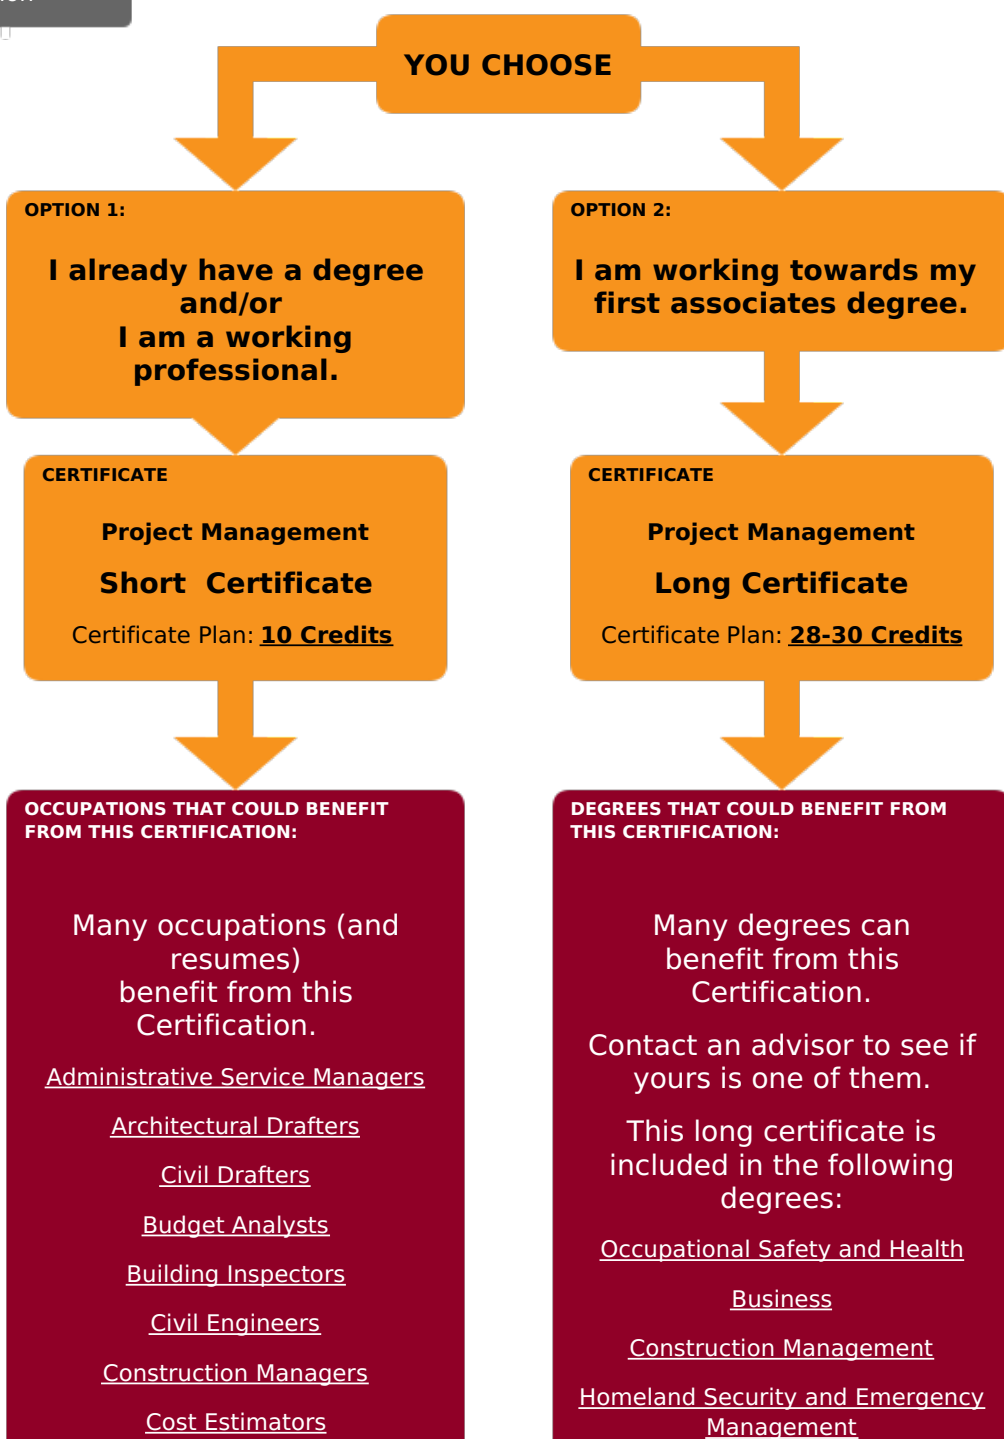 YOU CHOOSE
OPTION 1:
I already have a degree
and/or
I am a working
professional.
CERTIFICATE
Project Management
Short Certificate
Certificate Plan: 10 Credits
OCCUPATIONS THAT COULD BENEFIT
FROM THIS CERTIFICATION:
Many occupations (and
resumes)
benefit from this
Certification.
Administrative Service Managers
Architectural Drafters
Civil Drafters
Budget Analysts
Building Inspectors
Civil Engineers
Construction Managers
Cost Estimators
OPTION 2:
I am working towards my
first associates degree.
CERTIFICATE
Project Management
Long Certificate
Certificate Plan: 28-30 Credits
DEGREES THAT COULD BENEFIT FROM
THIS CERTIFICATION:
Many degrees can
benefit from this
Certification.
Contact an advisor to see if
yours is one of them.
This long certificate is
included in the following
degrees:
Occupational Safety and Health
Business
Construction Management
Homeland Security and Emergency
Management